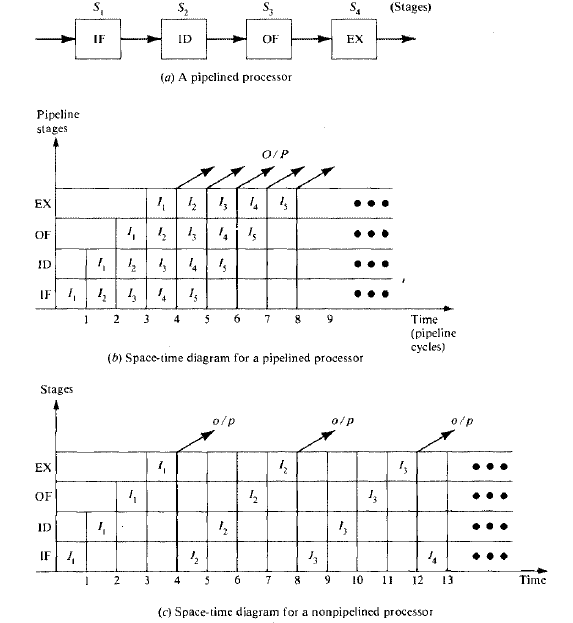 S1 S2 S3 S4 (Stages)
IF ID OF EX
(a) A pipelined processor
Pipeline
stages
O/P
EX I1 I2 I3 I4 I5 ● ● ●
OF I1 I2 I3 I4 I5 ● ● ●
ID I1 I2 I3 I4 I5 ● ● ●
IF I1 I2 I3 I4 I5 ● ● ●
1 2 3 4 5 6 7 8 9 Time
(pipeline
cycles)
(b) Space-time diagram for a pipelined processor
Stages
o/p o/p o/p
EX I1 I2 I3 ● ● ●
OF I1 I2 I3 ● ● ●
ID I1 I2 I3 ● ● ●
IF I1 I2 I3 I4 ● ● ●
1 2 3 4 5 6 7 8 9 10 11 12 13 Time
(c) Space-time diagram for a nonpipelined processor